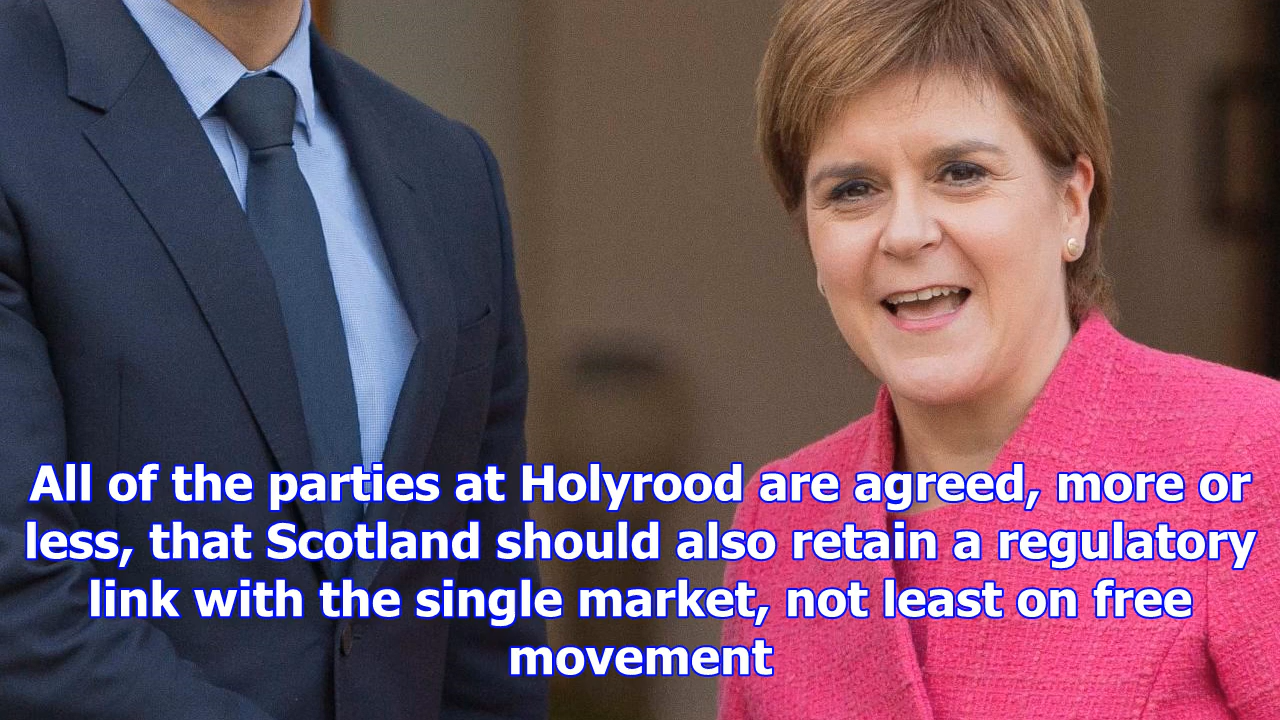 All of the parties at Holyrood are agreed, more or
less, that Scotland should also retain a regulatory
link with the single market, not least on free
movement